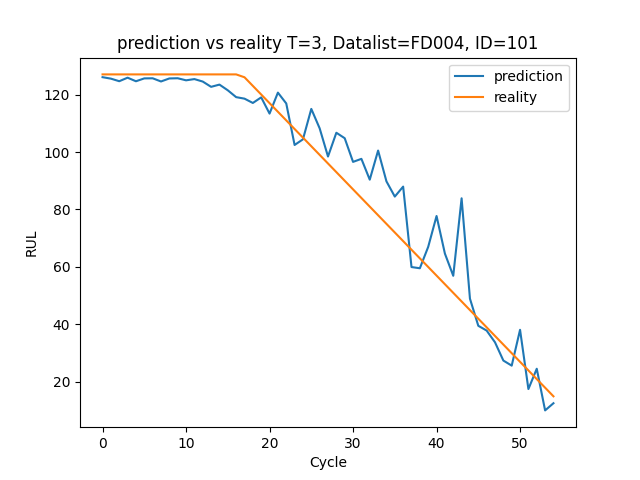 prediction vs reality T=3, Datalist=FD004, ID=101
prediction
reality
RUL
120
100
80
60
40
20
0 10 20 30 40 50
Cycle